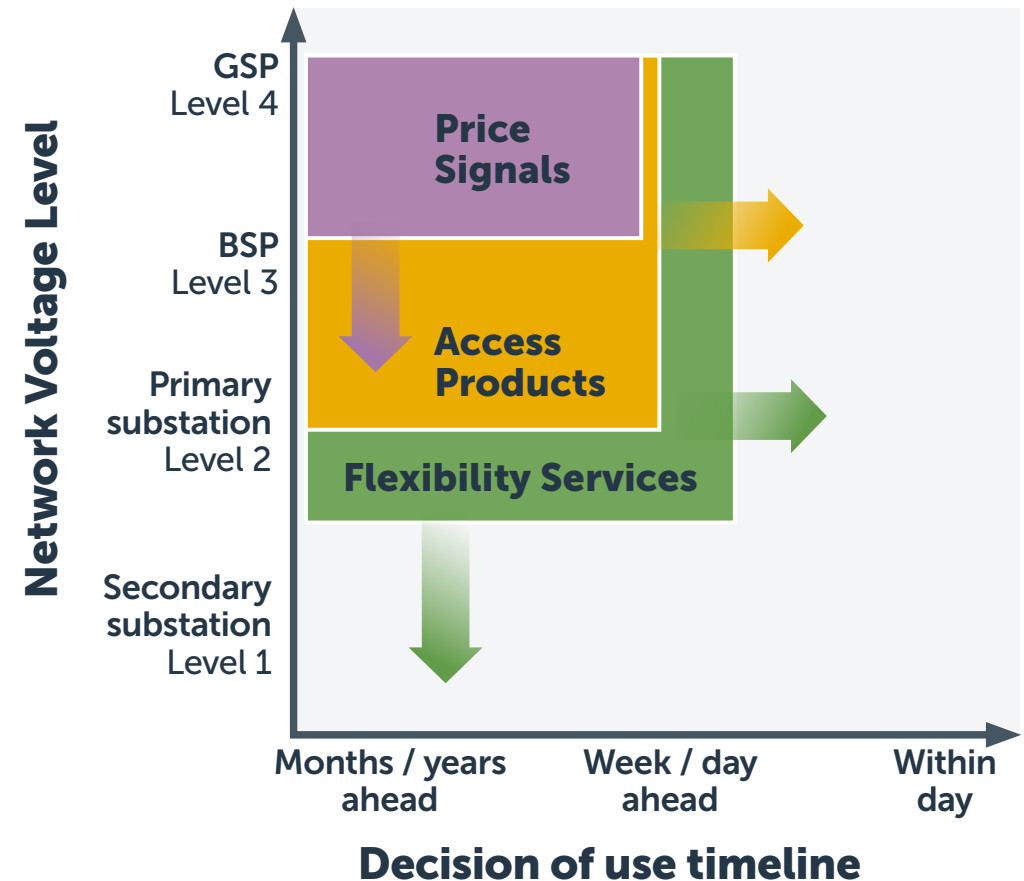 Network Voltage Level
GSP
Level 4
BSP
Level 3
Primary
substation
Level 2
Secondary
substation
Level 1
Price
Signals
Access
Products
Flexibility Services
Months / years
ahead
Week / day
ahead
Within
day
Decision of use timeline